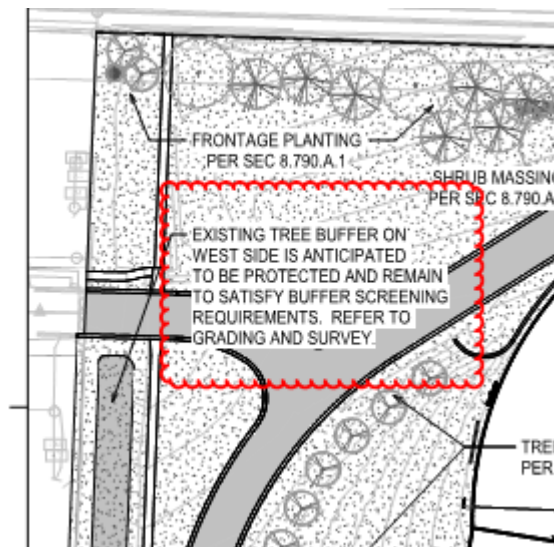 FRONTAGE PLANTING
PER SEC 8.790.A.1
SHRUB MASSING
PER SEC 8.790.A
EXISTING TREE BUFFER ON
WEST SIDE IS ANTICIPATED
TO BE PROTECTED AND REMAIN
TO SATISFY BUFFER SCREENING
REQUIREMENTS. REFER TO
GRADING AND SURVEY.
TREE
PER